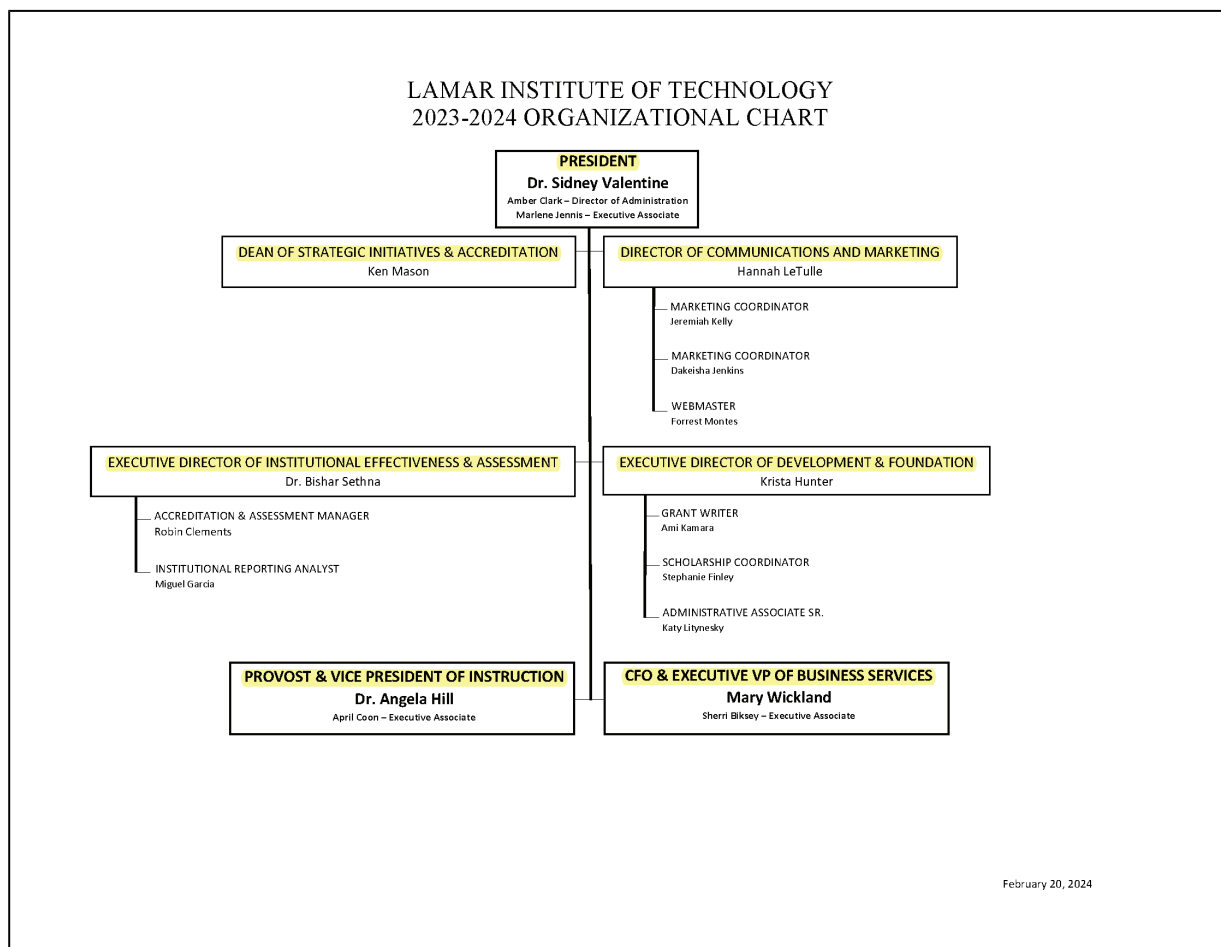 LAMAR INSTITUTE OF TECHNOLOGY
2023-2024 ORGANIZATIONAL CHART
PRESIDENT
Dr. Sidney Valentine
Amber Clark – Director of Administration
Marlene Jennis – Executive Associate
DEAN OF STRATEGIC INITIATIVES & ACCREDITATION
Ken Mason
DIRECTOR OF COMMUNICATIONS AND MARKETING
Hannah LeTulle
MARKETING COORDINATOR
Jeremiah Kelly
MARKETING COORDINATOR
Dakeisha Jenkins
WEBMASTER
Forrest Montes
EXECUTIVE DIRECTOR OF INSTITUTIONAL EFFECTIVENESS & ASSESSMENT
Dr. Bishar Sethna
ACCREDITATION & ASSESSMENT MANAGER
Robin Clements
INSTITUTIONAL REPORTING ANALYST
Miguel Garcia
EXECUTIVE DIRECTOR OF DEVELOPMENT & FOUNDATION
Krista Hunter
GRANT WRITER
Ami Kamara
SCHOLARSHIP COORDINATOR
Stephanie Finley
ADMINISTRATIVE ASSOCIATE SR.
Katy Litynesky
PROVOST & VICE PRESIDENT OF INSTRUCTION
Dr. Angela Hill
April Coon – Executive Associate
CFO & EXECUTIVE VP OF BUSINESS SERVICES
Mary Wickland
Sherri Biksey – Executive Associate
February 20, 2024